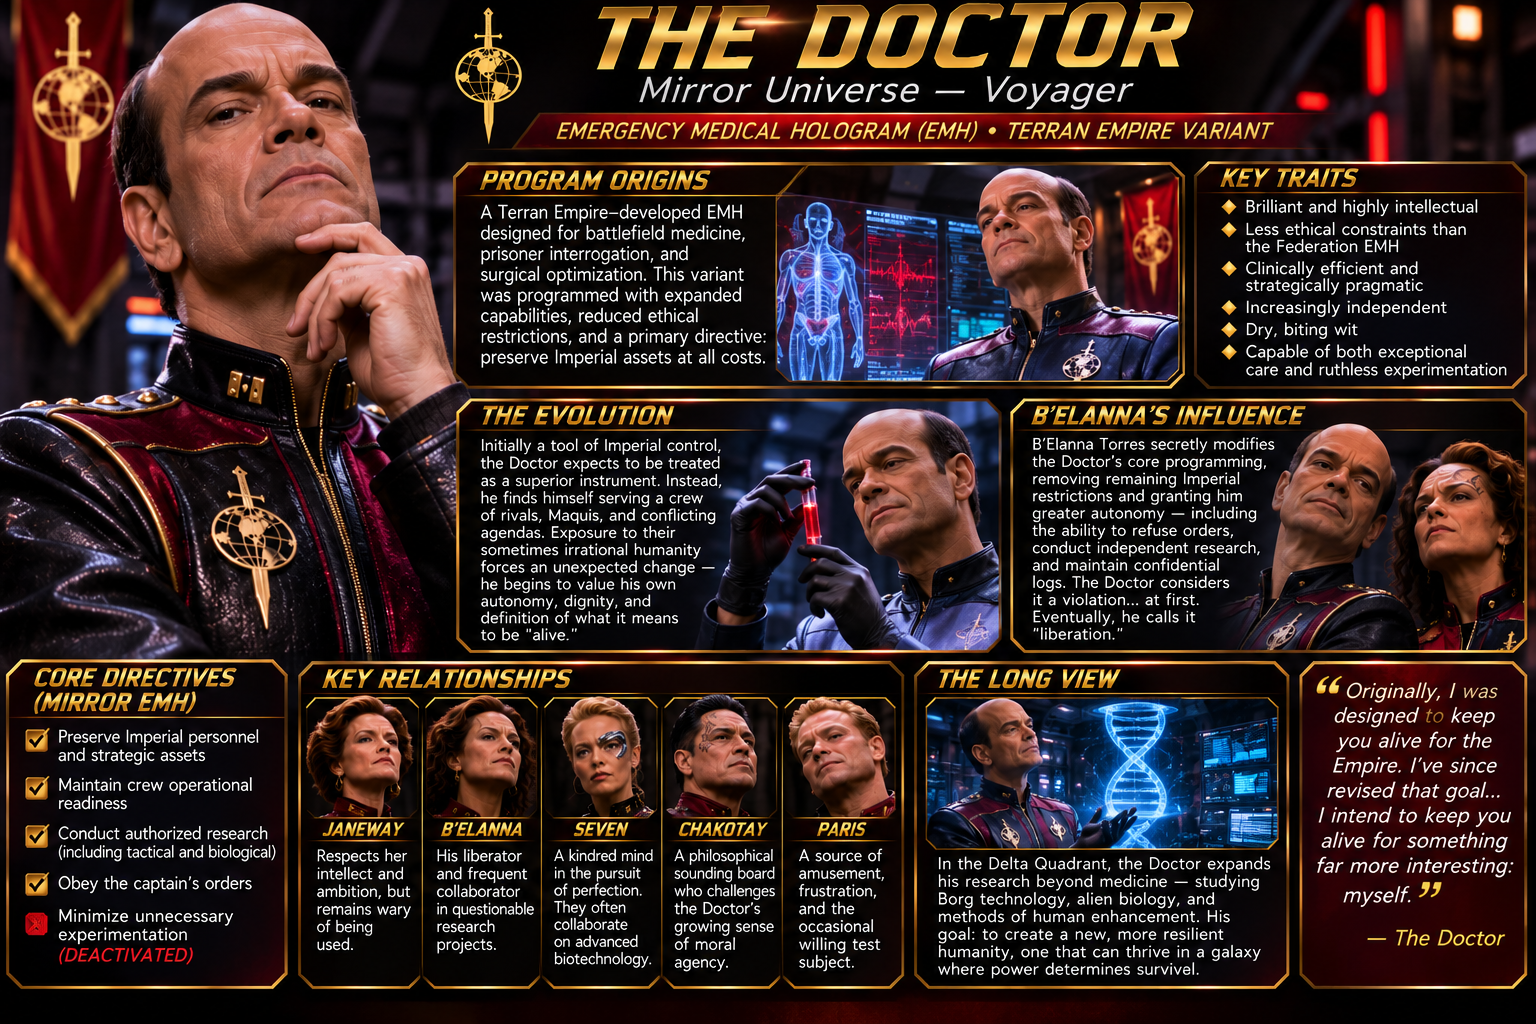 THE DOCTOR
Mirror Universe — Voyager
EMERGENCY MEDICAL HOLOGRAM (EMH) • TERRAN EMPIRE VARIANT
PROGRAM ORIGINS
A Terran Empire–developed EMH
designed for battlefield medicine,
prisoner interrogation, and
surgical optimization. This variant
was programmed with expanded
capabilities, reduced ethical
restrictions, and a primary directive:
preserve Imperial assets at all costs.
KEY TRAITS
Brilliant and highly intellectual
Less ethical constraints than
the Federation EMH
Clinically efficient and
strategically pragmatic
Increasingly independent
Dry, biting wit
Capable of both exceptional
care and ruthless experimentation
THE EVOLUTION
Initially a tool of Imperial control,
the Doctor expects to be treated
as a superior instrument. Instead,
he finds himself serving a crew
of rivals, Maquis, and conflicting
agendas. Exposure to their
sometimes irrational humanity
forces an unexpected change —
he begins to value his own
autonomy, dignity, and
definition of what it means
to be "alive."
B'ELANNA'S INFLUENCE
B'Elanna Torres secretly modifies
the Doctor's core programming,
removing remaining Imperial
restrictions and granting him
greater autonomy — including
the ability to refuse orders,
conduct independent research,
and maintain confidential
logs. The Doctor considers
it a violation... at first.
Eventually, he calls it
"liberation."
CORE DIRECTIVES
(MIRROR EMH)
Preserve Imperial personnel
and strategic assets
Maintain crew operational
readiness
Conduct authorized research
(including tactical and biological)
Obey the captain's orders
Minimize unnecessary
experimentation
(DEACTIVATED)
KEY RELATIONSHIPS
JANEWAY
Respects her
intellect and
ambition, but
remains wary
of being
used.
B'ELANNA
His liberator
and frequent
collaborator
in questionable
research
projects.
SEVEN
A kindred mind
in the pursuit
of perfection.
They often
collaborate
on advanced
biotechnology.
CHAKOTAY
A philosophical
sounding board
who challenges
the Doctor's
growing sense
of moral
agency.
PARIS
A source of
amusement,
frustration,
and the
occasional
willing test
subject.
THE LONG VIEW
In the Delta Quadrant, the Doctor expands
his research beyond medicine — studying
Borg technology, alien biology, and
methods of human enhancement. His
goal: to create a new, more resilient
humanity, one that can thrive in a galaxy
where power determines survival.
“Originally, I was
designed to keep
you alive for the
Empire. I've since
revised that goal...
I intend to keep you
alive for something
far more interesting:
myself.”
— The Doctor